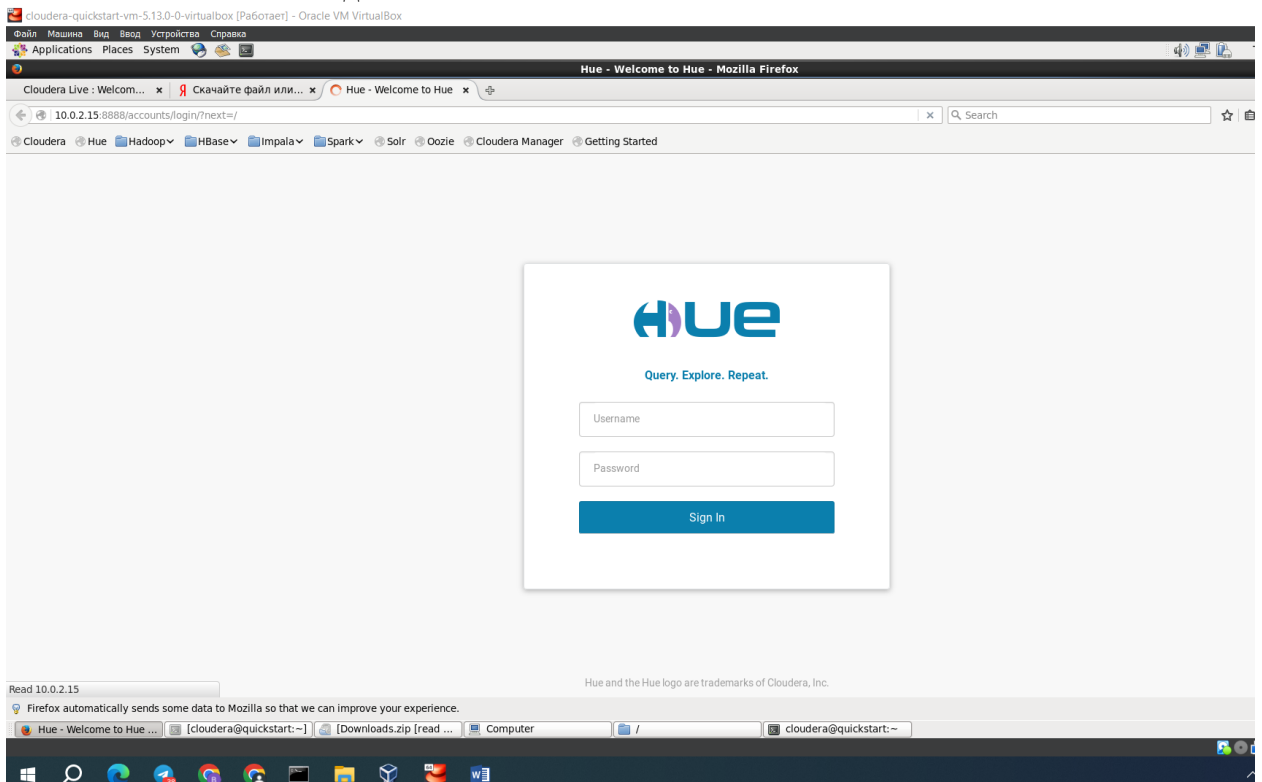 cloudera-quickstart-vm-5.13.0-0-virtualbox [Работает] - Oracle VM VirtualBox
Файл Машина Вид Ввод Устройства Справка
Applications Places System
Hue - Welcome to Hue - Mozilla Firefox
Cloudera Live : Welcom... Я Скачайте файл или... Hue - Welcome to Hue
10.0.2.15:8888/accounts/login/?next=/ Search
Cloudera Hue Hadoop HBase Impala Spark Solr Oozie Cloudera Manager Getting Started
HUE
Query. Explore. Repeat.
Username
Password
Sign In
Hue and the Hue logo are trademarks of Cloudera, Inc.
Read 10.0.2.15
Firefox automatically sends some data to Mozilla so that we can improve your experience.
Hue - Welcome to Hue ... [cloudera@quickstart:~] [Downloads.zip [read ... Computer / cloudera@quickstart:~